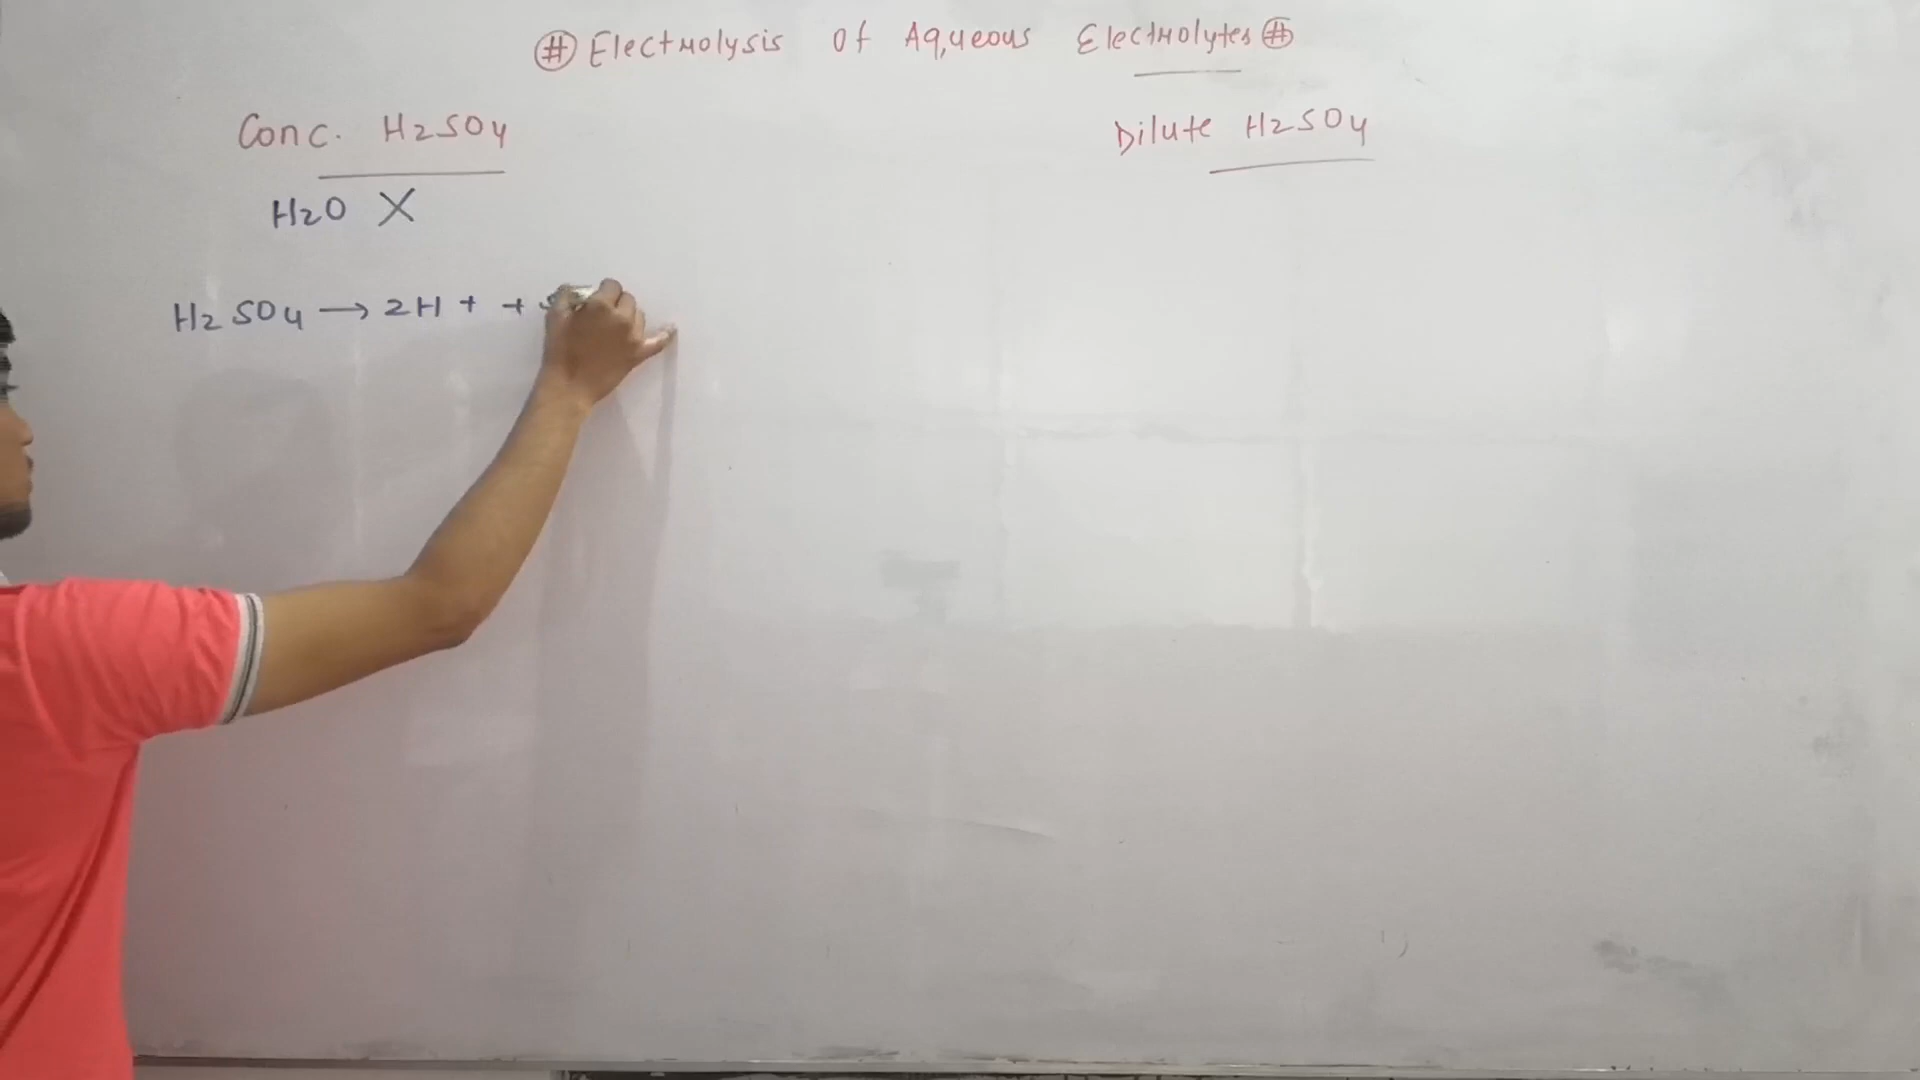 # Electrolysis Of Aqueous Electrolytes #
Conc. H2SO4
Dilute H2SO4
H2O X
H2SO4 → 2H+ +